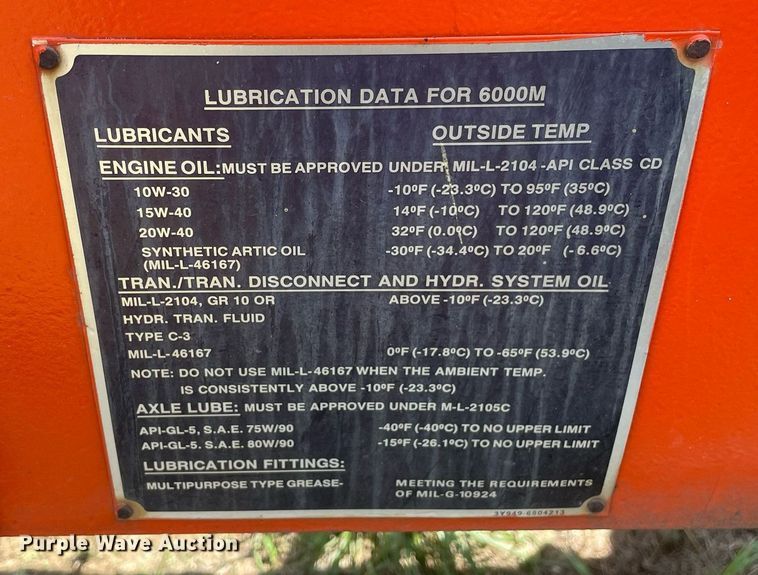 LUBRICATION DATA FOR 6000M
LUBRICANTS OUTSIDE TEMP
ENGINE OIL: MUST BE APPROVED UNDER MIL-L-2104 -API CLASS CD
10W-30 -10ºF (-23.3ºC) TO 95ºF (35ºC)
15W-40 14ºF (-10ºC) TO 120ºF (48.9ºC)
20W-40 32ºF (0.0ºC) TO 120ºF (48.9ºC)
SYNTHETIC ARTIC OIL -30ºF (-34.4ºC) TO 20ºF (-6.6ºC)
(MIL-L-46167)
TRAN./TRAN. DISCONNECT AND HYDR. SYSTEM OIL
MIL-L-2104, GR 10 OR ABOVE -10ºF (-23.3ºC)
HYDR. TRAN. FLUID
TYPE C-3
MIL-L-46167 0ºF (-17.8ºC) TO -65ºF (53.9ºC)
NOTE: DO NOT USE MIL-L-46167 WHEN THE AMBIENT TEMP.
IS CONSISTENTLY ABOVE -10ºF (-23.3ºC)
AXLE LUBE: MUST BE APPROVED UNDER M-L-2105C
API-GL-5, S.A.E. 75W/90 -40ºF (-40ºC) TO NO UPPER LIMIT
API-GL-5. S.A.E. 80W/90 -15ºF (-26.1ºC) TO NO UPPER LIMIT
LUBRICATION FITTINGS:
MULTIPURPOSE TYPE GREASE- MEETING THE REQUIREMENTS
OF MIL-G-10924
3Y949-6804213
Purple Wave Auction